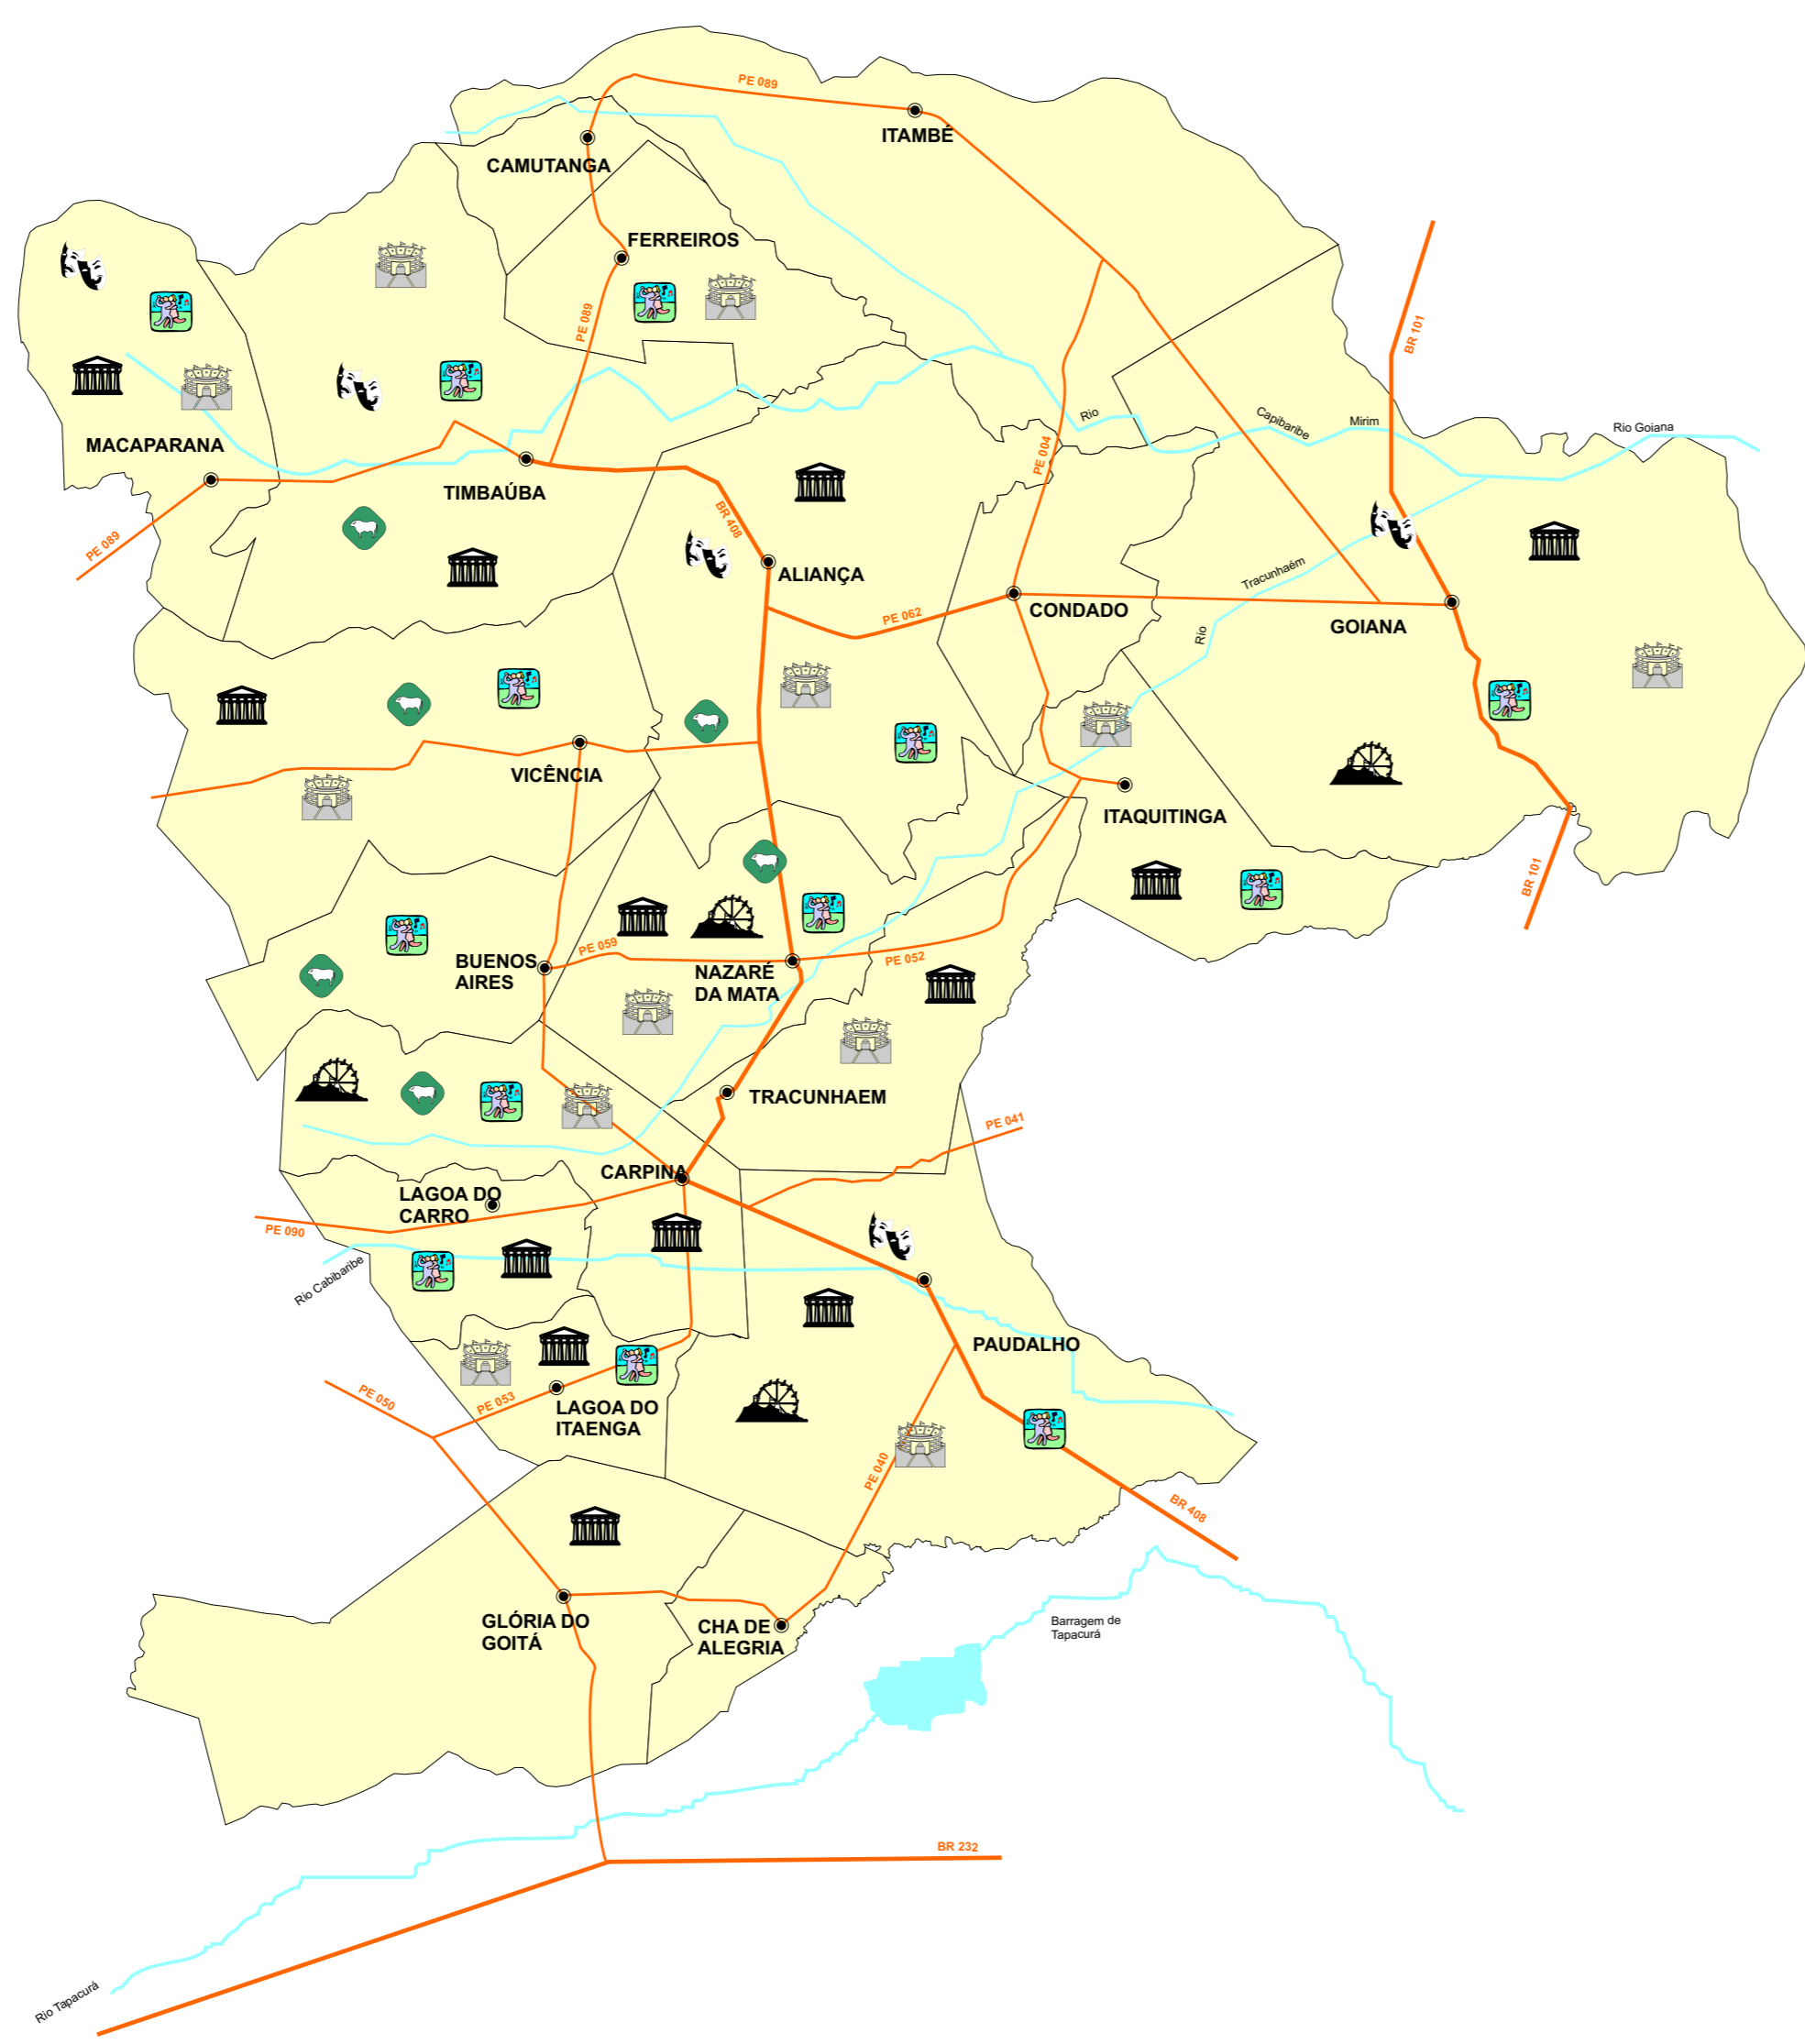 PE 089
ITAMBÉ
CAMUTANGA
FERREIROS
PE 089
BR 101
Rio
Capibaribe
Mirim
Rio Goiana
MACAPARANA
PE 004
TIMBAÚBA
BR 408
PE 089
ALIANÇA
Tracunhaém
Rio
PE 062
CONDADO
GOIANA
VICÊNCIA
ITAQUITINGA
BR 101
BUENOS
AIRES
PE 059
NAZARÉ
DA MATA
PE 052
TRACUNHAEM
PE 041
CARPINA
LAGOA DO
CARRO
PE 090
Rio Cabibaribe
PAUDALHO
PE 050
PE 053
LAGOA DO
ITAENGA
PE 040
BR 408
GLÓRIA DO
GOITÁ
CHA DE
ALEGRIA
Barragem de
Tapacurá
BR 232
Rio Tapacurá